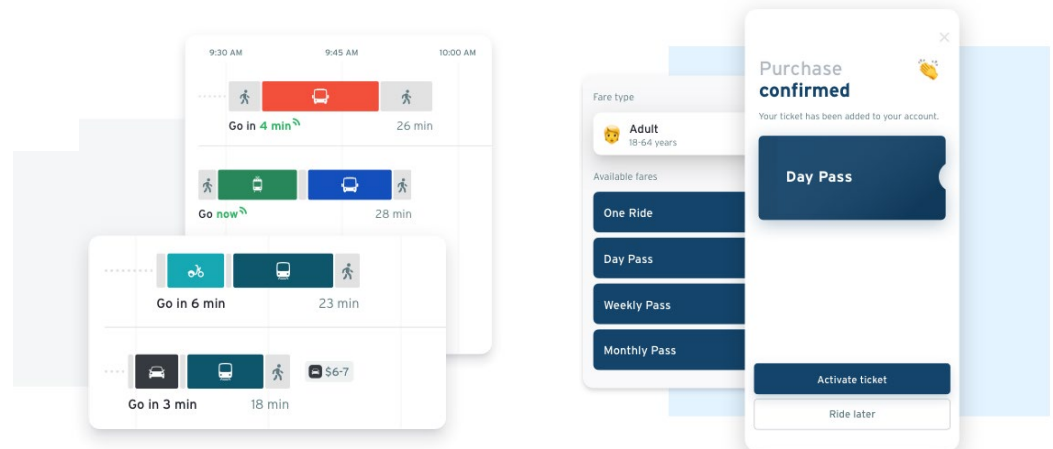 9:30 AM 9:45 AM 10:00 AM
Go in 4 min 26 min
Go now 28 min
Go in 6 min 23 min
$6-7
Go in 3 min 18 min
Fare type
Adult
18-64 years
Available fares
One Ride
Day Pass
Weekly Pass
Monthly Pass
Purchase
confirmed
Your ticket has been added to your account.
Day Pass
Activate ticket
Ride later